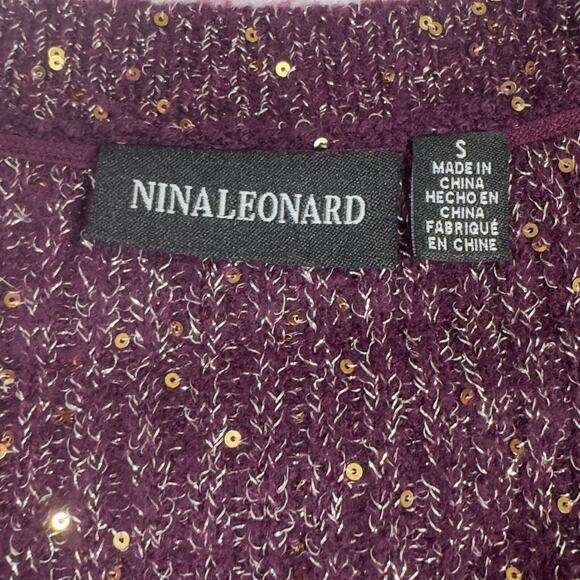 NINALEONARD
S
MADE IN
CHINA
HECHO EN
CHINA
FABRIQUÉ
EN CHINE